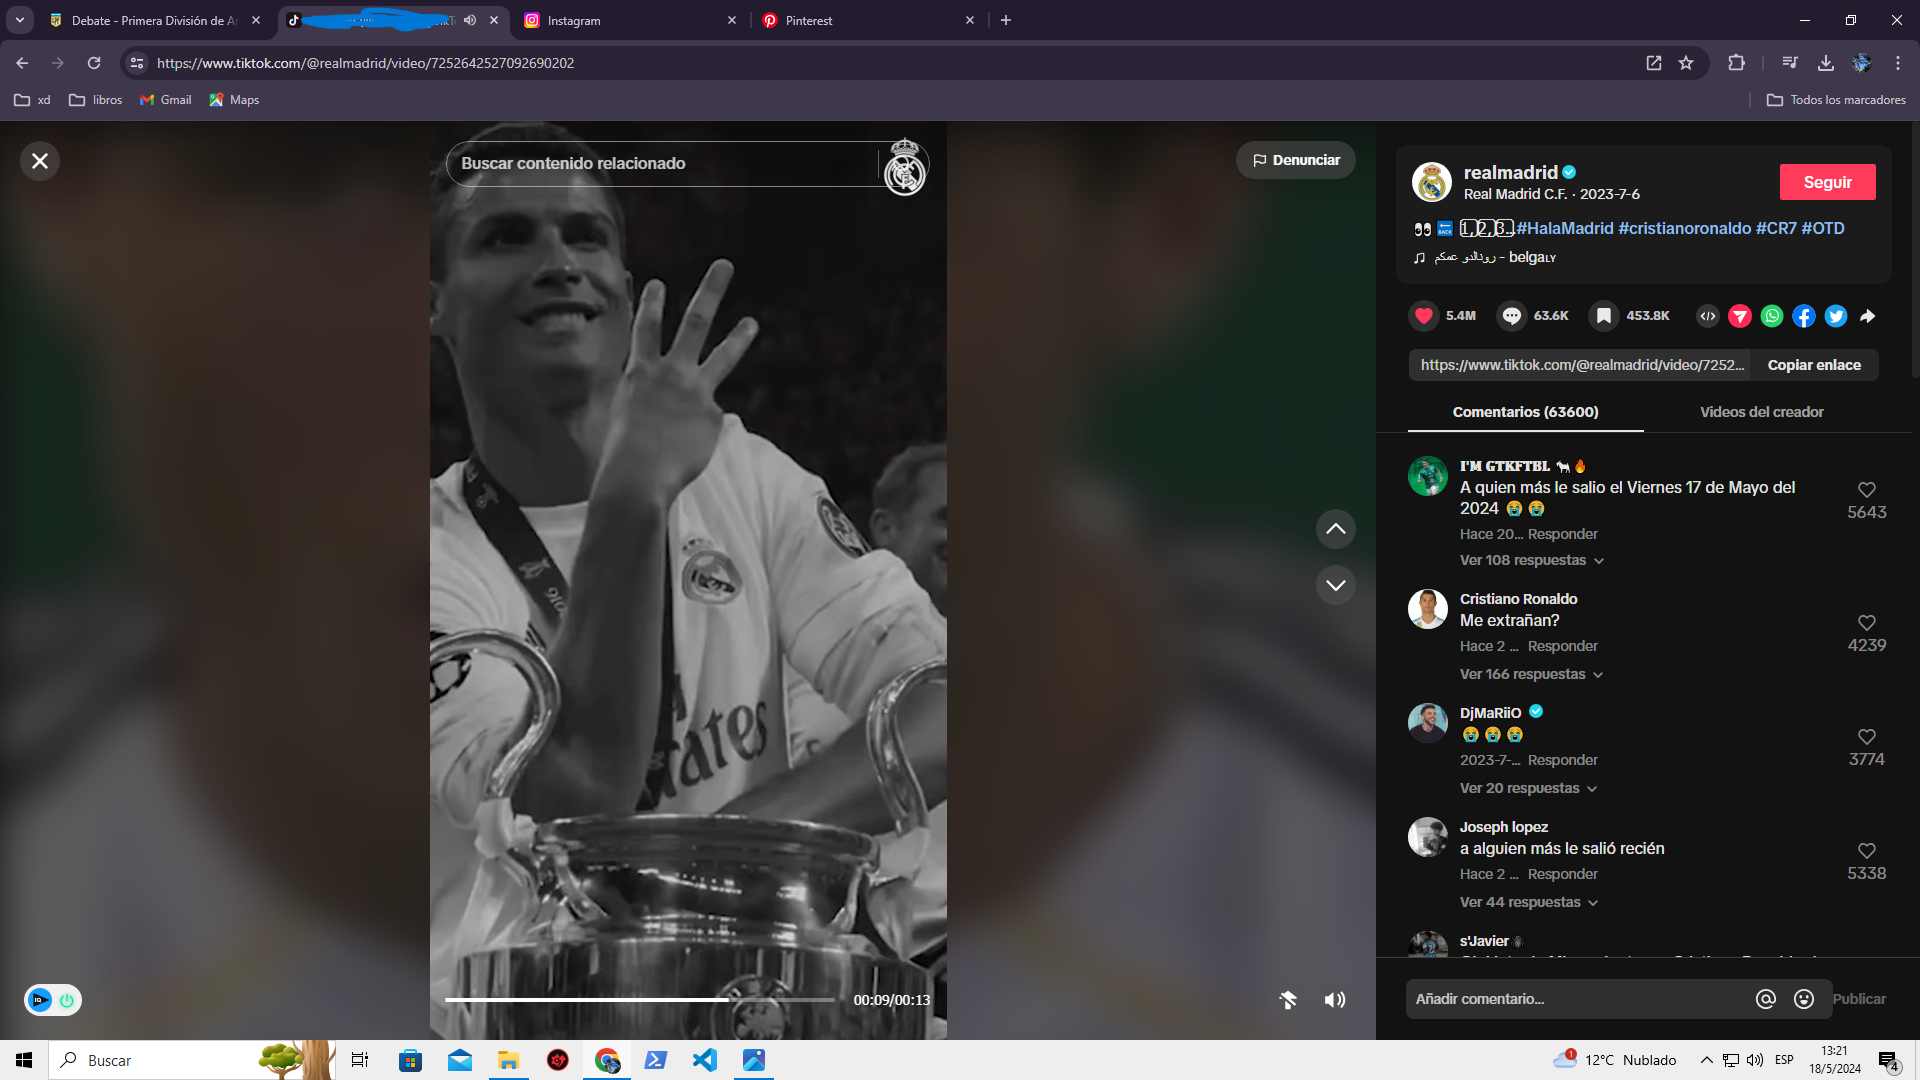 Debate - Primera División de Ar
Instagram
Pinterest
https://www.tiktok.com/@realmadrid/video/7252642527092690202
xd
libros
Gmail
Maps
Todos los marcadores
Buscar contenido relacionado
Denunciar
realmadrid
Real Madrid C.F. · 2023-7-6
👀🔙 1️,2️,3️...#HalaMadrid #cristianoronaldo #CR7 #OTD
رونالدو عمكم - belgaʟʏ
5.4M
63.6K
453.8K
https://www.tiktok.com/@realmadrid/video/7252...
Copiar enlace
Seguir
Comentarios (63600)
Videos del creador
I'M GTKFTBL 🐐🔥
A quien más le salio el Viernes 17 de Mayo del
2024 😭😭
5643
Hace 20... Responder
Ver 108 respuestas
Cristiano Ronaldo
Me extrañan?
4239
Hace 2 ... Responder
Ver 166 respuestas
DjMaRiiO
😭😭😭
3774
2023-7-... Responder
Ver 20 respuestas
Joseph lopez
a alguien más le salió recién
5338
Hace 2 ... Responder
Ver 44 respuestas
s'Javier🕷
Añadir comentario...
Publicar
00:09/00:13
Buscar
12°C Nublado
ESP
13:21
18/5/2024
4